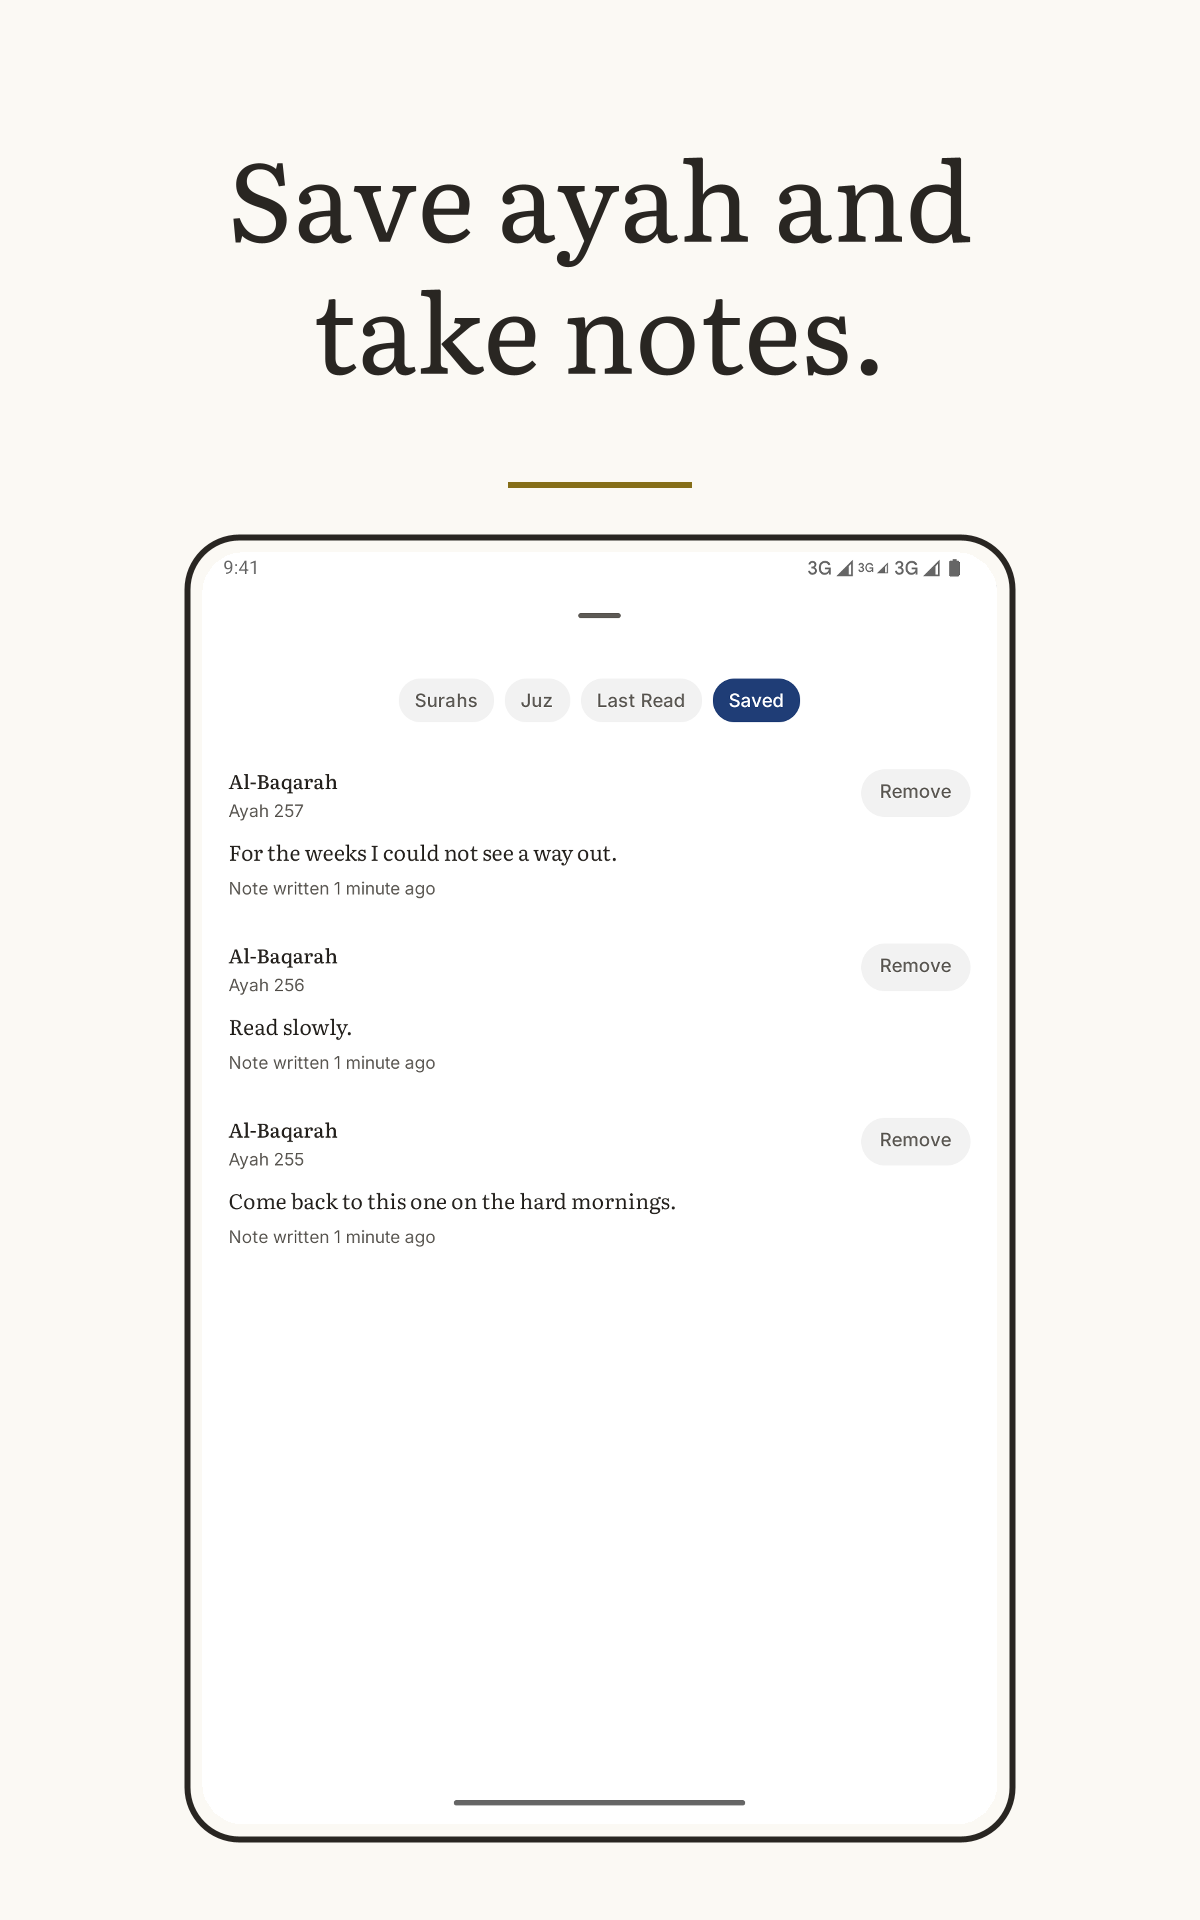 Save ayah and
take notes.
9:41
3G 3G 3G
Surahs Juz Last Read Saved
Al-Baqarah
Remove
Ayah 257
For the weeks I could not see a way out.
Note written 1 minute ago
Al-Baqarah
Remove
Ayah 256
Read slowly.
Note written 1 minute ago
Al-Baqarah
Remove
Ayah 255
Come back to this one on the hard mornings.
Note written 1 minute ago